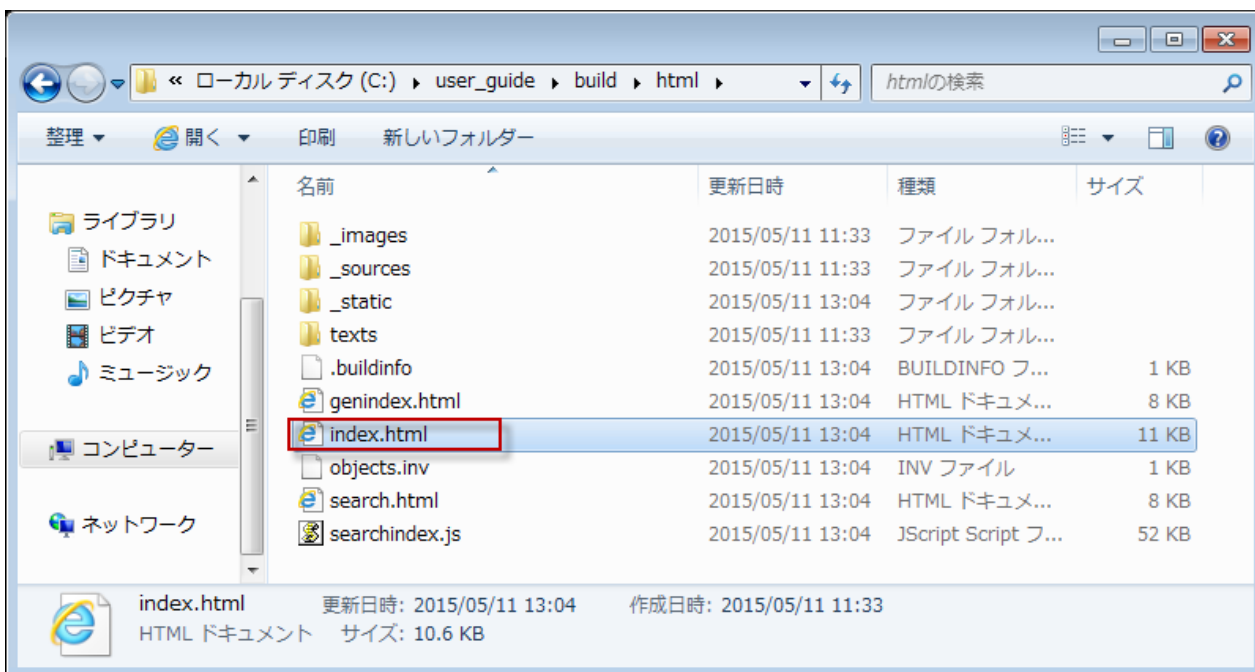 « ローカル ディスク (C:) ▸ user_guide ▸ build ▸ html ▸ htmlの検索
整理 開く 印刷 新しいフォルダー
名前 更新日時 種類 サイズ
ライブラリ
ドキュメント
ピクチャ
ビデオ
ミュージック
コンピューター
ネットワーク
_images 2015/05/11 11:33 ファイル フォル...
_sources 2015/05/11 11:33 ファイル フォル...
_static 2015/05/11 13:04 ファイル フォル...
texts 2015/05/11 11:33 ファイル フォル...
.buildinfo 2015/05/11 13:04 BUILDINFO フ... 1 KB
genindex.html 2015/05/11 13:04 HTML ドキュメ... 8 KB
index.html 2015/05/11 13:04 HTML ドキュメ... 11 KB
objects.inv 2015/05/11 13:04 INV ファイル 1 KB
search.html 2015/05/11 13:04 HTML ドキュメ... 8 KB
searchindex.js 2015/05/11 13:04 JScript Script フ... 52 KB
index.html 更新日時: 2015/05/11 13:04 作成日時: 2015/05/11 11:33
HTML ドキュメント サイズ: 10.6 KB